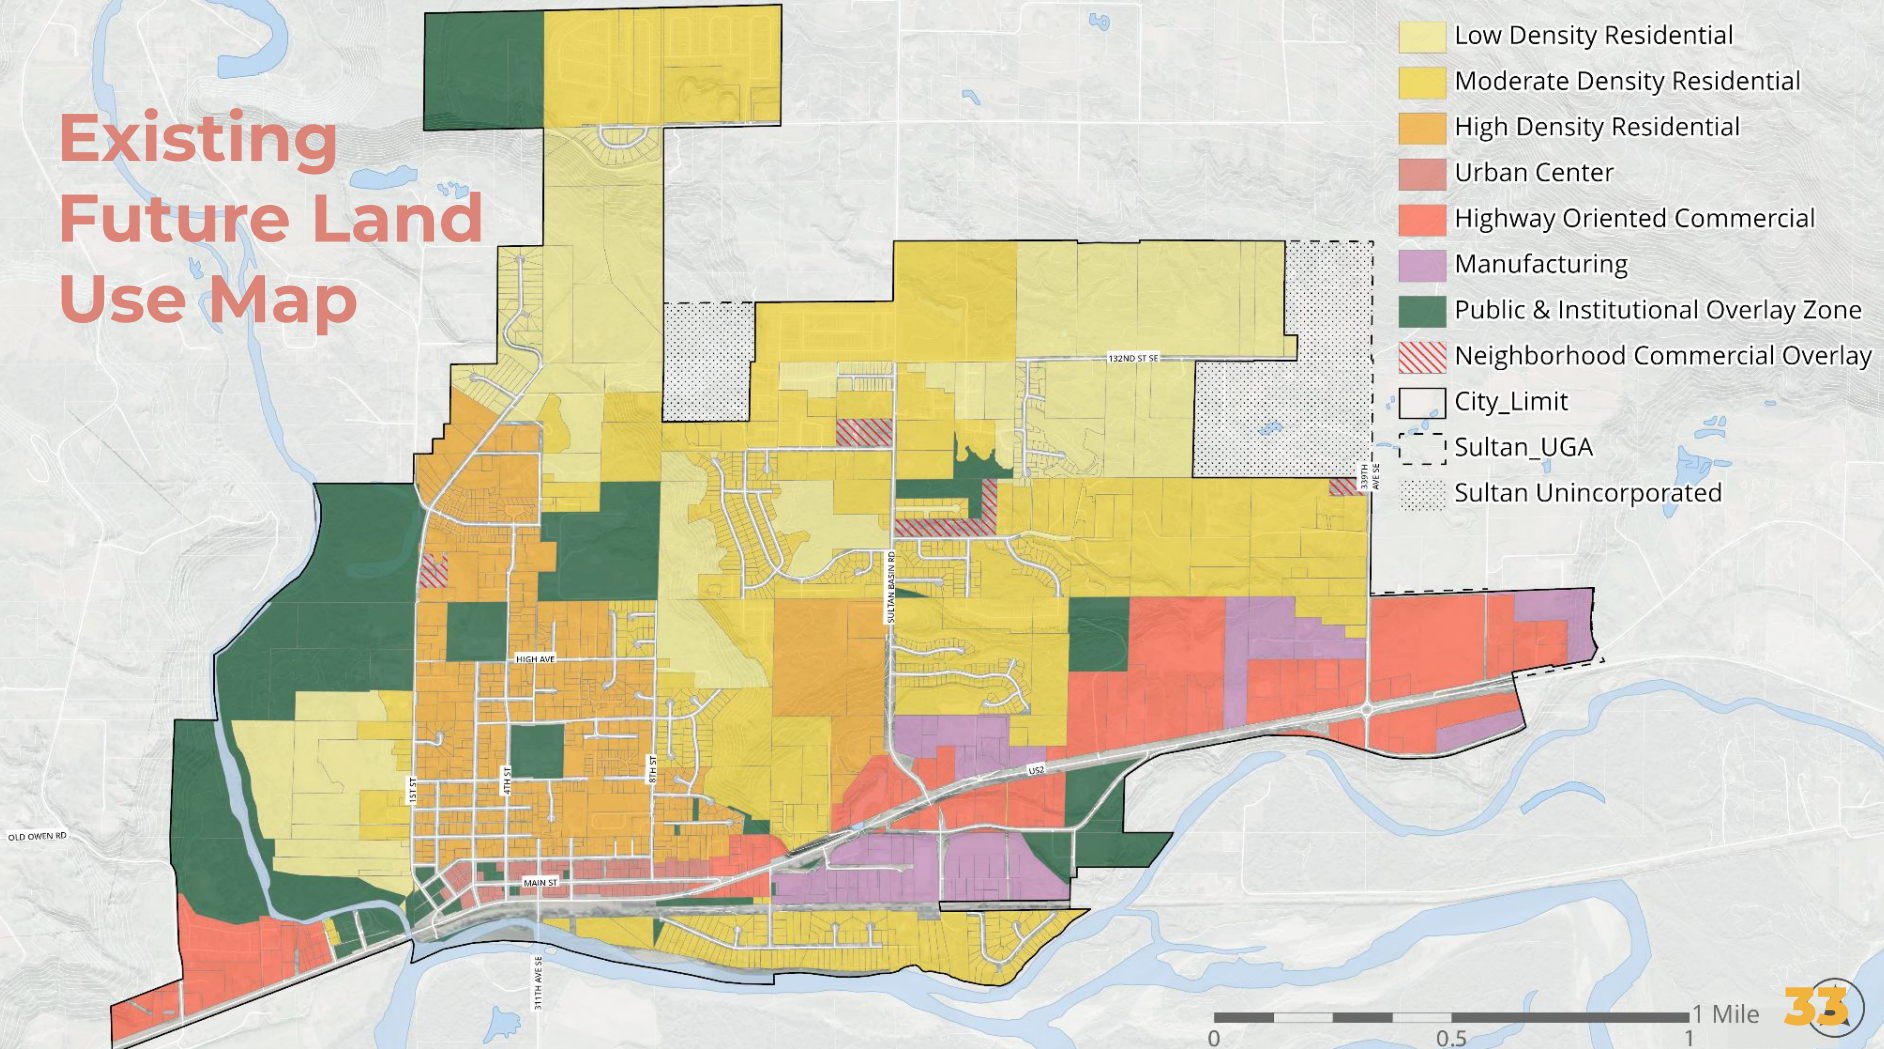 Existing
Future Land
Use Map
Low Density Residential
Moderate Density Residential
High Density Residential
Urban Center
Highway Oriented Commercial
Manufacturing
Public & Institutional Overlay Zone
Neighborhood Commercial Overlay
City_Limit
Sultan_UGA
Sultan Unincorporated
132ND ST SE
339TH
AVE SE
SULTAN BASIN RD
HIGH AVE
1ST ST
4TH ST
8TH ST
US2
OLD OWEN RD
MAIN ST
311TH AVE SE
1 Mile
0
0.5
1
33